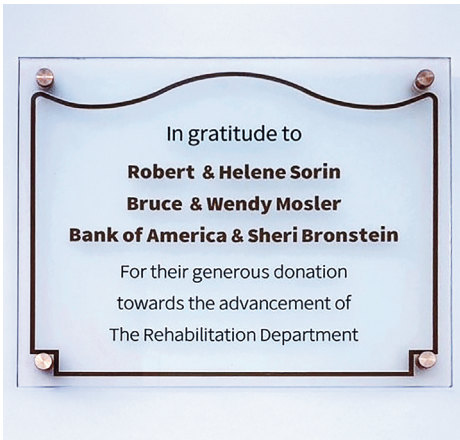 In gratitude to
Robert & Helene Sorin
Bruce & Wendy Mosler
Bank of America & Sheri Bronstein
For their generous donation
towards the advancement of
The Rehabilitation Department